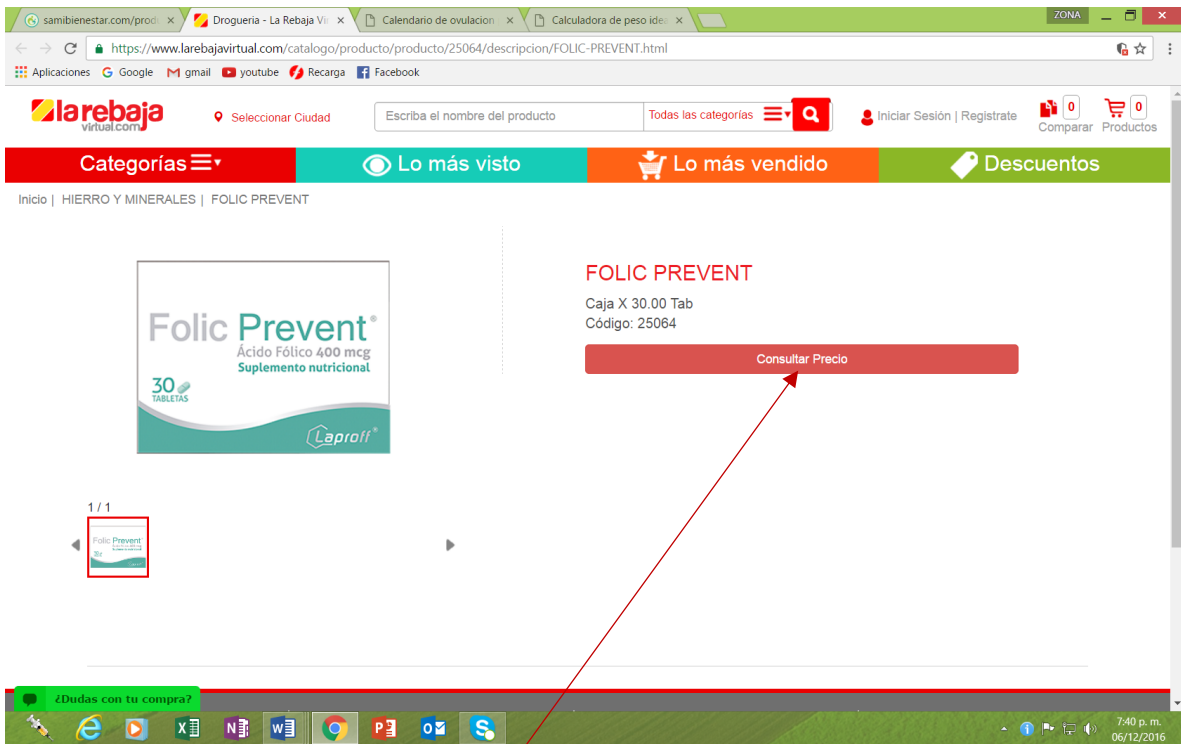 samibienestar.com/prod
Drogueria - La Rebaja Vi
Calendario de ovulacion
Calculadora de peso idea
ZONA
https://www.larebajavirtual.com/catalogo/producto/producto/25064/descripcion/FOLIC-PREVENT.html
Aplicaciones Google gmail youtube Recarga Facebook
larebaja
virtual.com
Seleccionar Ciudad
Escriba el nombre del producto
Todas las categorías
Iniciar Sesión | Registrate
0
Comparar
0
Productos
Categorías
Lo más visto
Lo más vendido
Descuentos
Inicio | HIERRO Y MINERALES | FOLIC PREVENT
Folic Prevent®
Ácido Fólico 400 mcg
Suplemento nutricional
30
TABLETAS
Laproff®
FOLIC PREVENT
Caja X 30.00 Tab
Código: 25064
Consultar Precio
1 / 1
Folic Prevent
¿Dudas con tu compra?
7:40 p. m.
06/12/2016